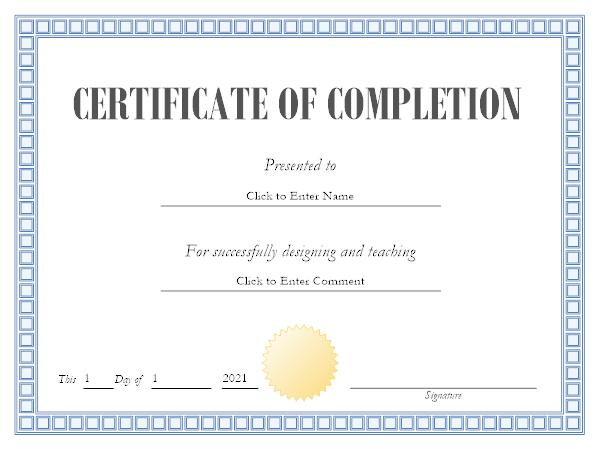 CERTIFICATE OF COMPLETION
Presented to
Click to Enter Name
For successfully designing and teaching
Click to Enter Comment
This 1 Day of 1 2021
Signature